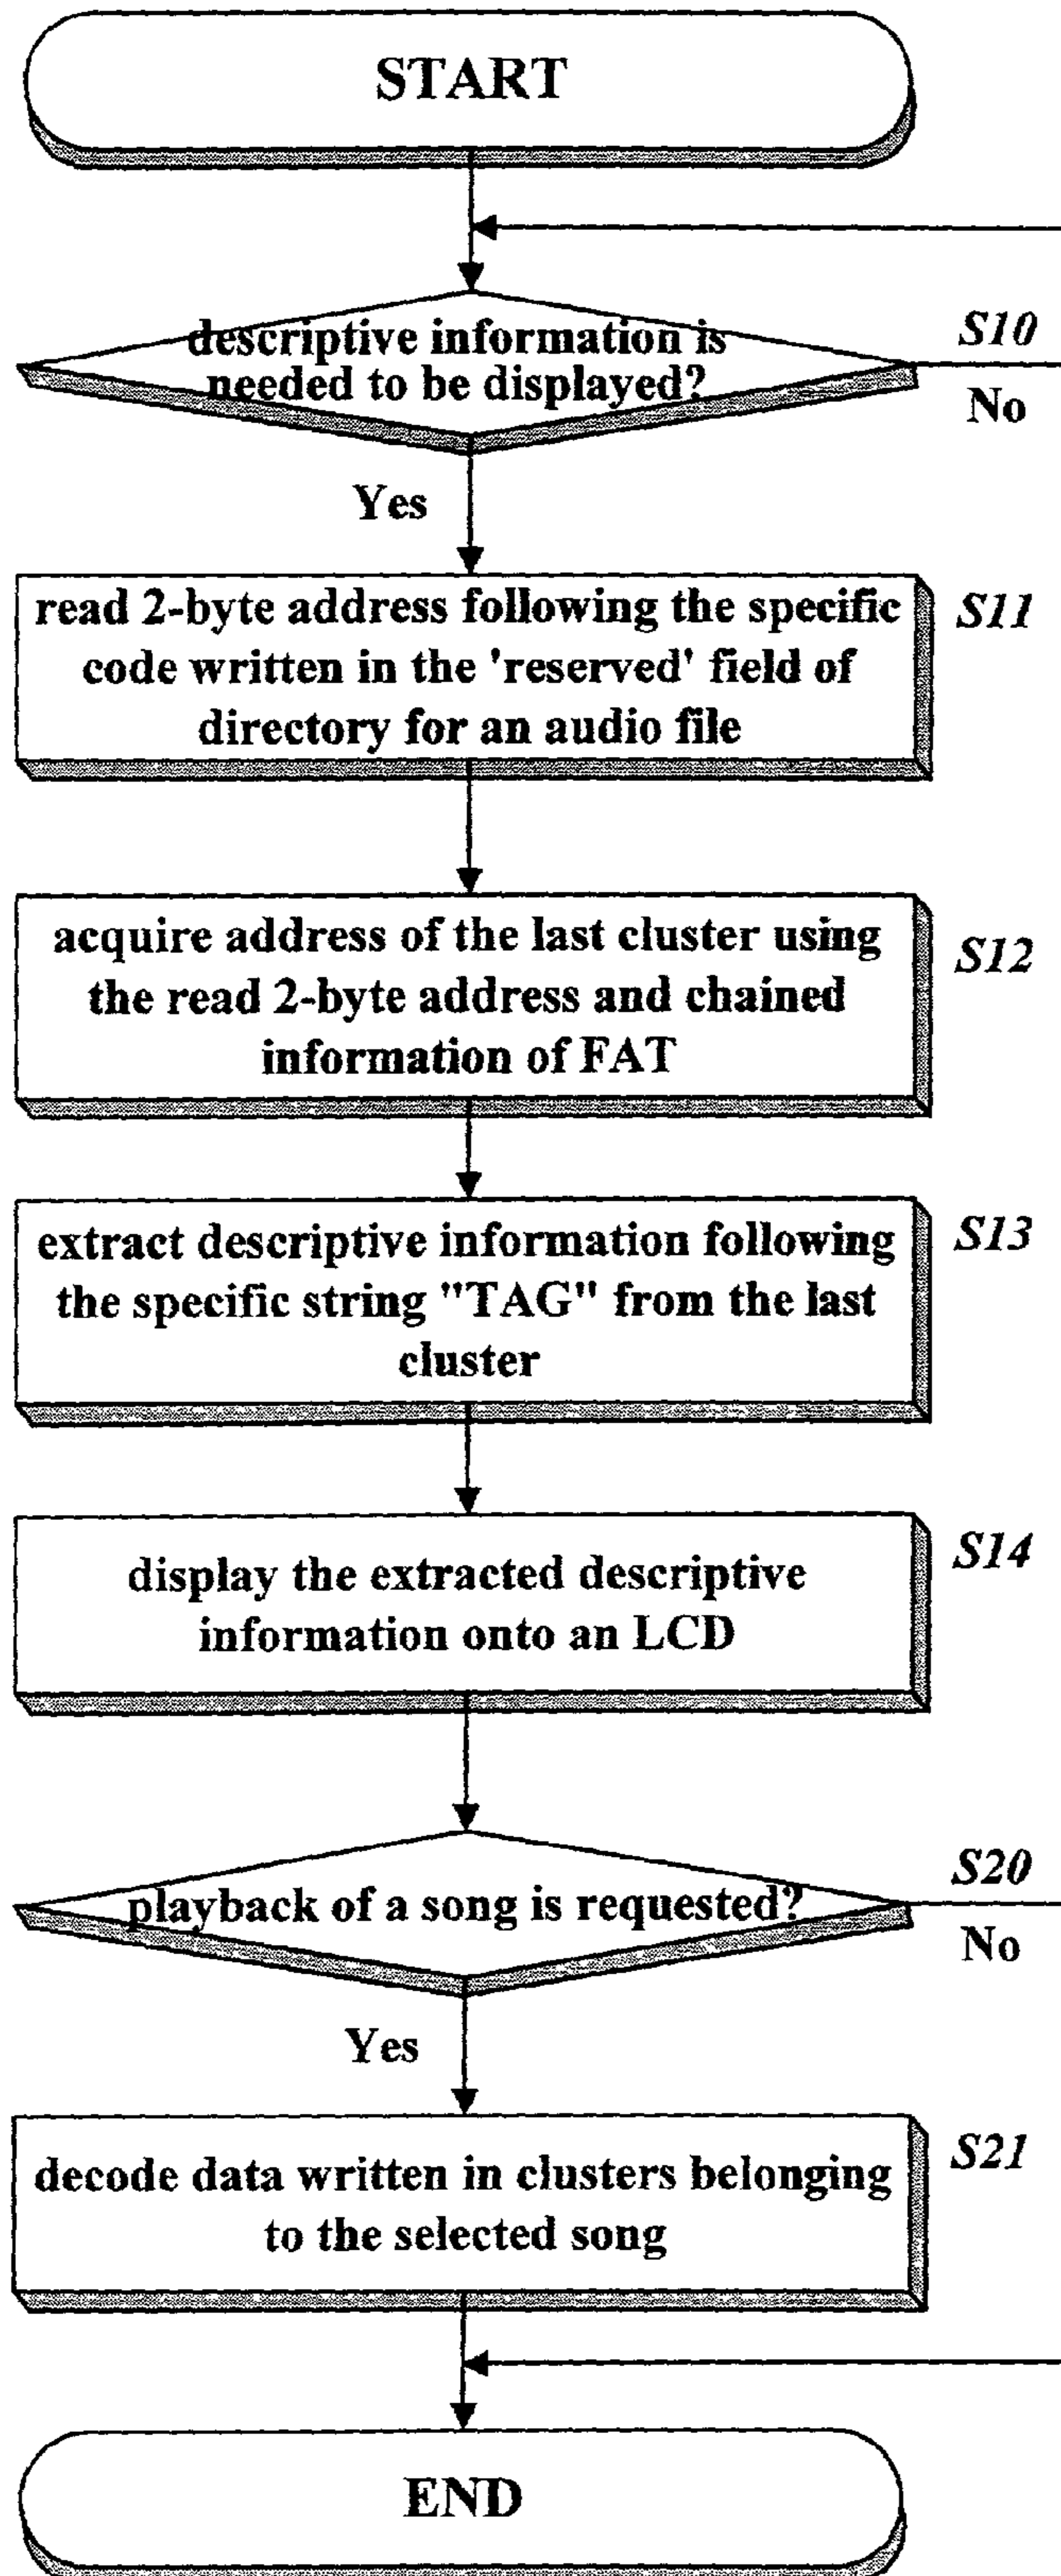 START
descriptive information is
needed to be displayed?
S10
No
Yes
read 2-byte address following the specific
code written in the 'reserved' field of
directory for an audio file
S11
acquire address of the last cluster using
the read 2-byte address and chained
information of FAT
S12
extract descriptive information following
the specific string "TAG" from the last
cluster
S13
display the extracted descriptive
information onto an LCD
S14
playback of a song is requested?
S20
No
Yes
decode data written in clusters belonging
to the selected song
S21
END